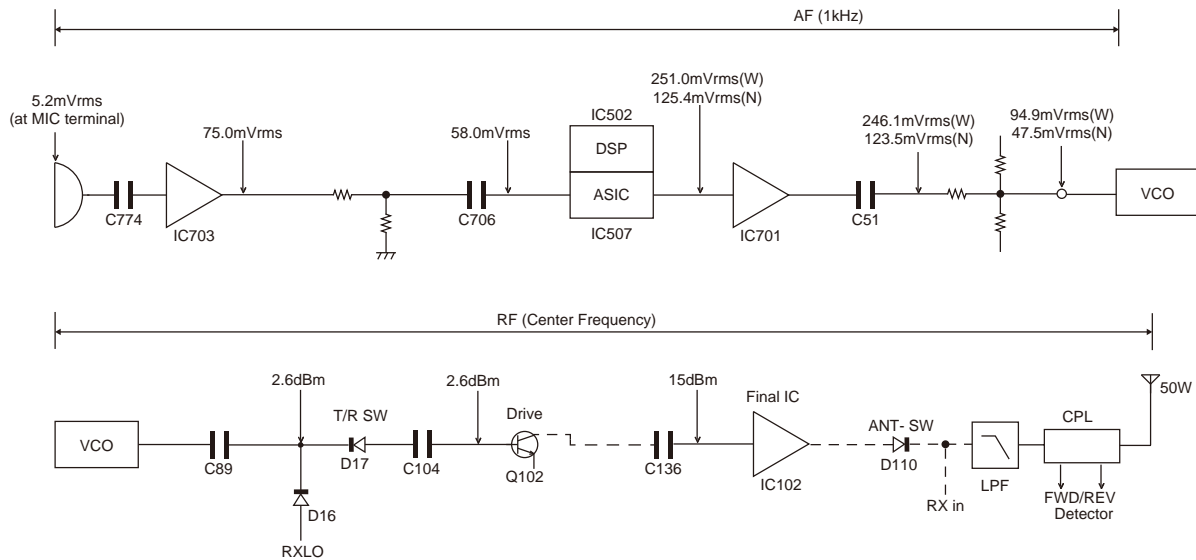 AF (1kHz)
5.2mVrms
(at MIC terminal)
75.0mVrms
58.0mVrms
IC502
DSP
ASIC
IC507
251.0mVrms(W)
125.4mVrms(N)
246.1mVrms(W)
123.5mVrms(N)
94.9mVrms(W)
47.5mVrms(N)
VCO
C774
IC703
C706
IC701
C51
RF (Center Frequency)
2.6dBm
T/R SW
2.6dBm
Drive
15dBm
Final IC
ANT- SW
CPL
50W
VCO
C89
D17
C104
Q102
C136
IC102
D110
LPF
D16
RXLO
RX in
FWD/REV
Detector